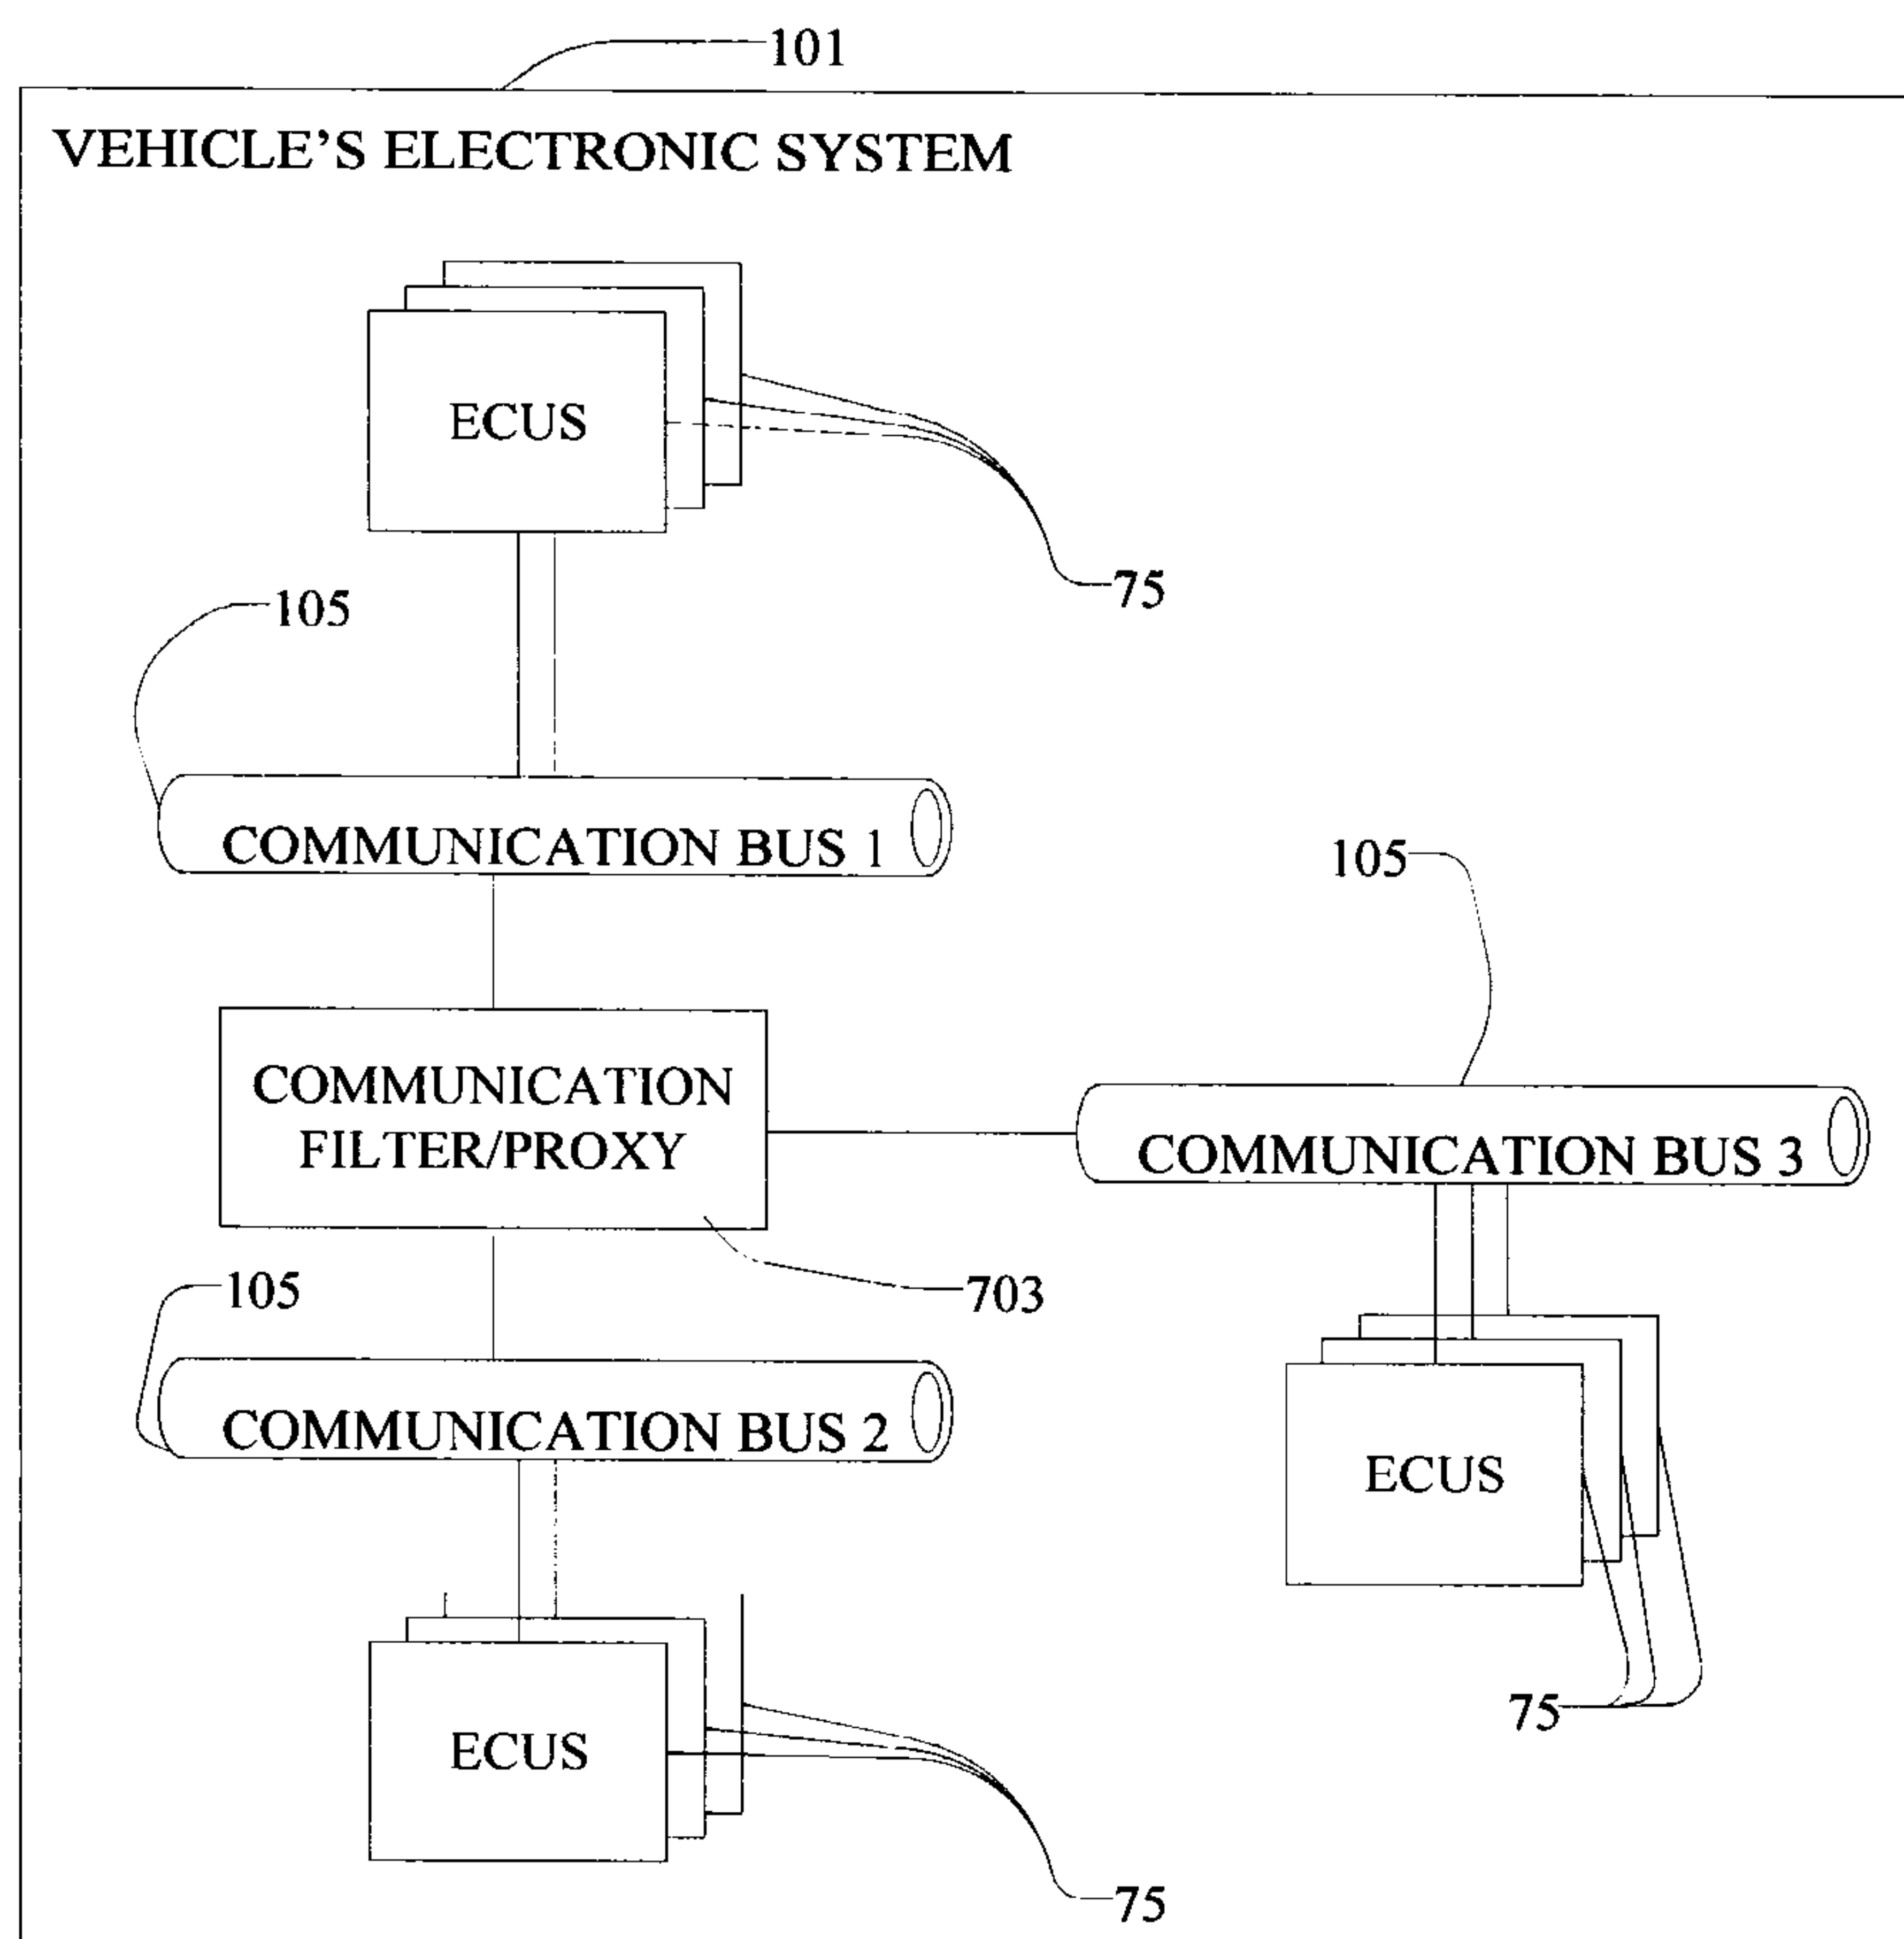 101
VEHICLE'S ELECTRONIC SYSTEM
ECUS
75
105
COMMUNICATION BUS 1
105
COMMUNICATION
FILTER/PROXY
COMMUNICATION BUS 3
703
105
COMMUNICATION BUS 2
ECUS
75
ECUS
75